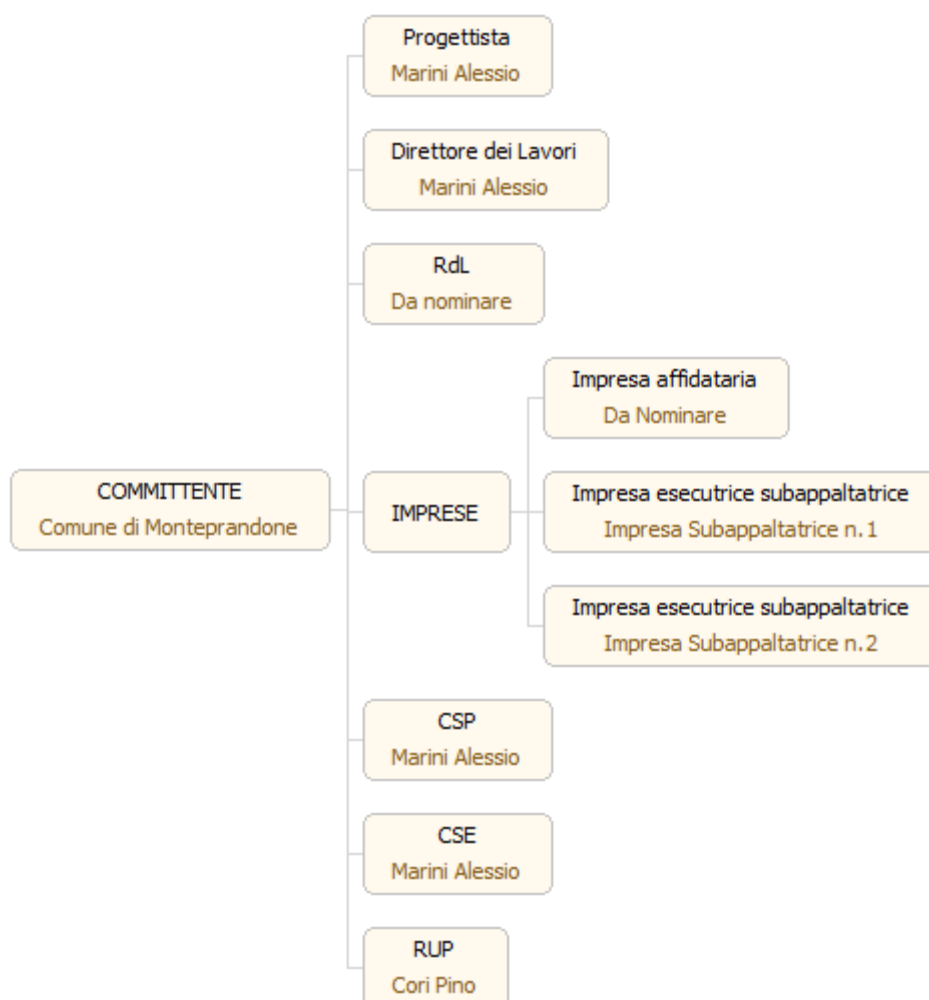 Progettista
Marini Alessio
Direttore dei Lavori
Marini Alessio
RdL
Da nominare
Impresa affidataria
Da Nominare
COMMITTENTE
Comune di Monteprandone
IMPRESE
Impresa esecutrice subappaltatrice
Impresa Subappaltatrice n.1
Impresa esecutrice subappaltatrice
Impresa Subappaltatrice n.2
CSP
Marini Alessio
CSE
Marini Alessio
RUP
Cori Pino